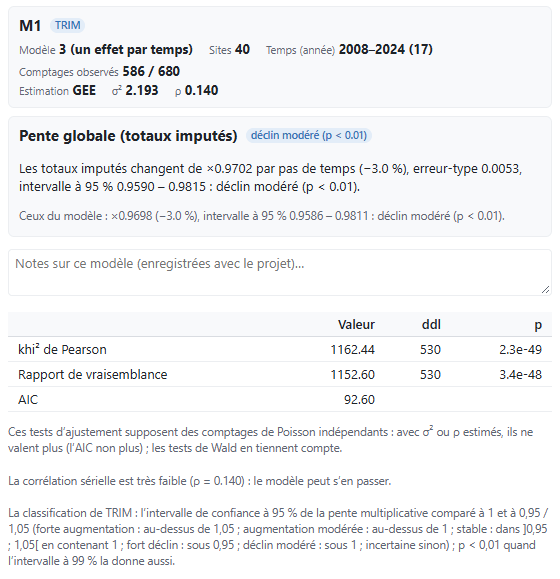 M1 TRIM
Modèle 3 (un effet par temps) Sites 40 Temps (année) 2008–2024 (17)
Comptages observés 586 / 680
Estimation GEE σ² 2.193 ρ 0.140
Pente globale (totaux imputés) déclin modéré (p < 0.01)
Les totaux imputés changent de ×0.9702 par pas de temps (−3.0 %), erreur-type 0.0053,
intervalle à 95 % 0.9590 – 0.9815 : déclin modéré (p < 0.01).
Ceux du modèle : ×0.9698 (−3.0 %), intervalle à 95 % 0.9586 – 0.9811 : déclin modéré (p < 0.01).
Notes sur ce modèle (enregistrées avec le projet)…
Valeur ddl p
khi² de Pearson 1162.44 530 2.3e-49
Rapport de vraisemblance 1152.60 530 3.4e-48
AIC 92.60
Ces tests d’ajustement supposent des comptages de Poisson indépendants : avec σ² ou ρ estimés, ils ne
valent plus (l’AIC non plus) ; les tests de Wald en tiennent compte.
La corrélation sérielle est très faible (ρ = 0.140) : le modèle peut s’en passer.
La classification de TRIM : l’intervalle de confiance à 95 % de la pente multiplicative comparé à 1 et à 0,95 /
1,05 (forte augmentation : au-dessus de 1,05 ; augmentation modérée : au-dessus de 1 ; stable : dans ]0,95
; 1,05[ en contenant 1 ; fort déclin : sous 0,95 ; déclin modéré : sous 1 ; incertaine sinon) ; p < 0,01 quand
l’intervalle à 99 % la donne aussi.